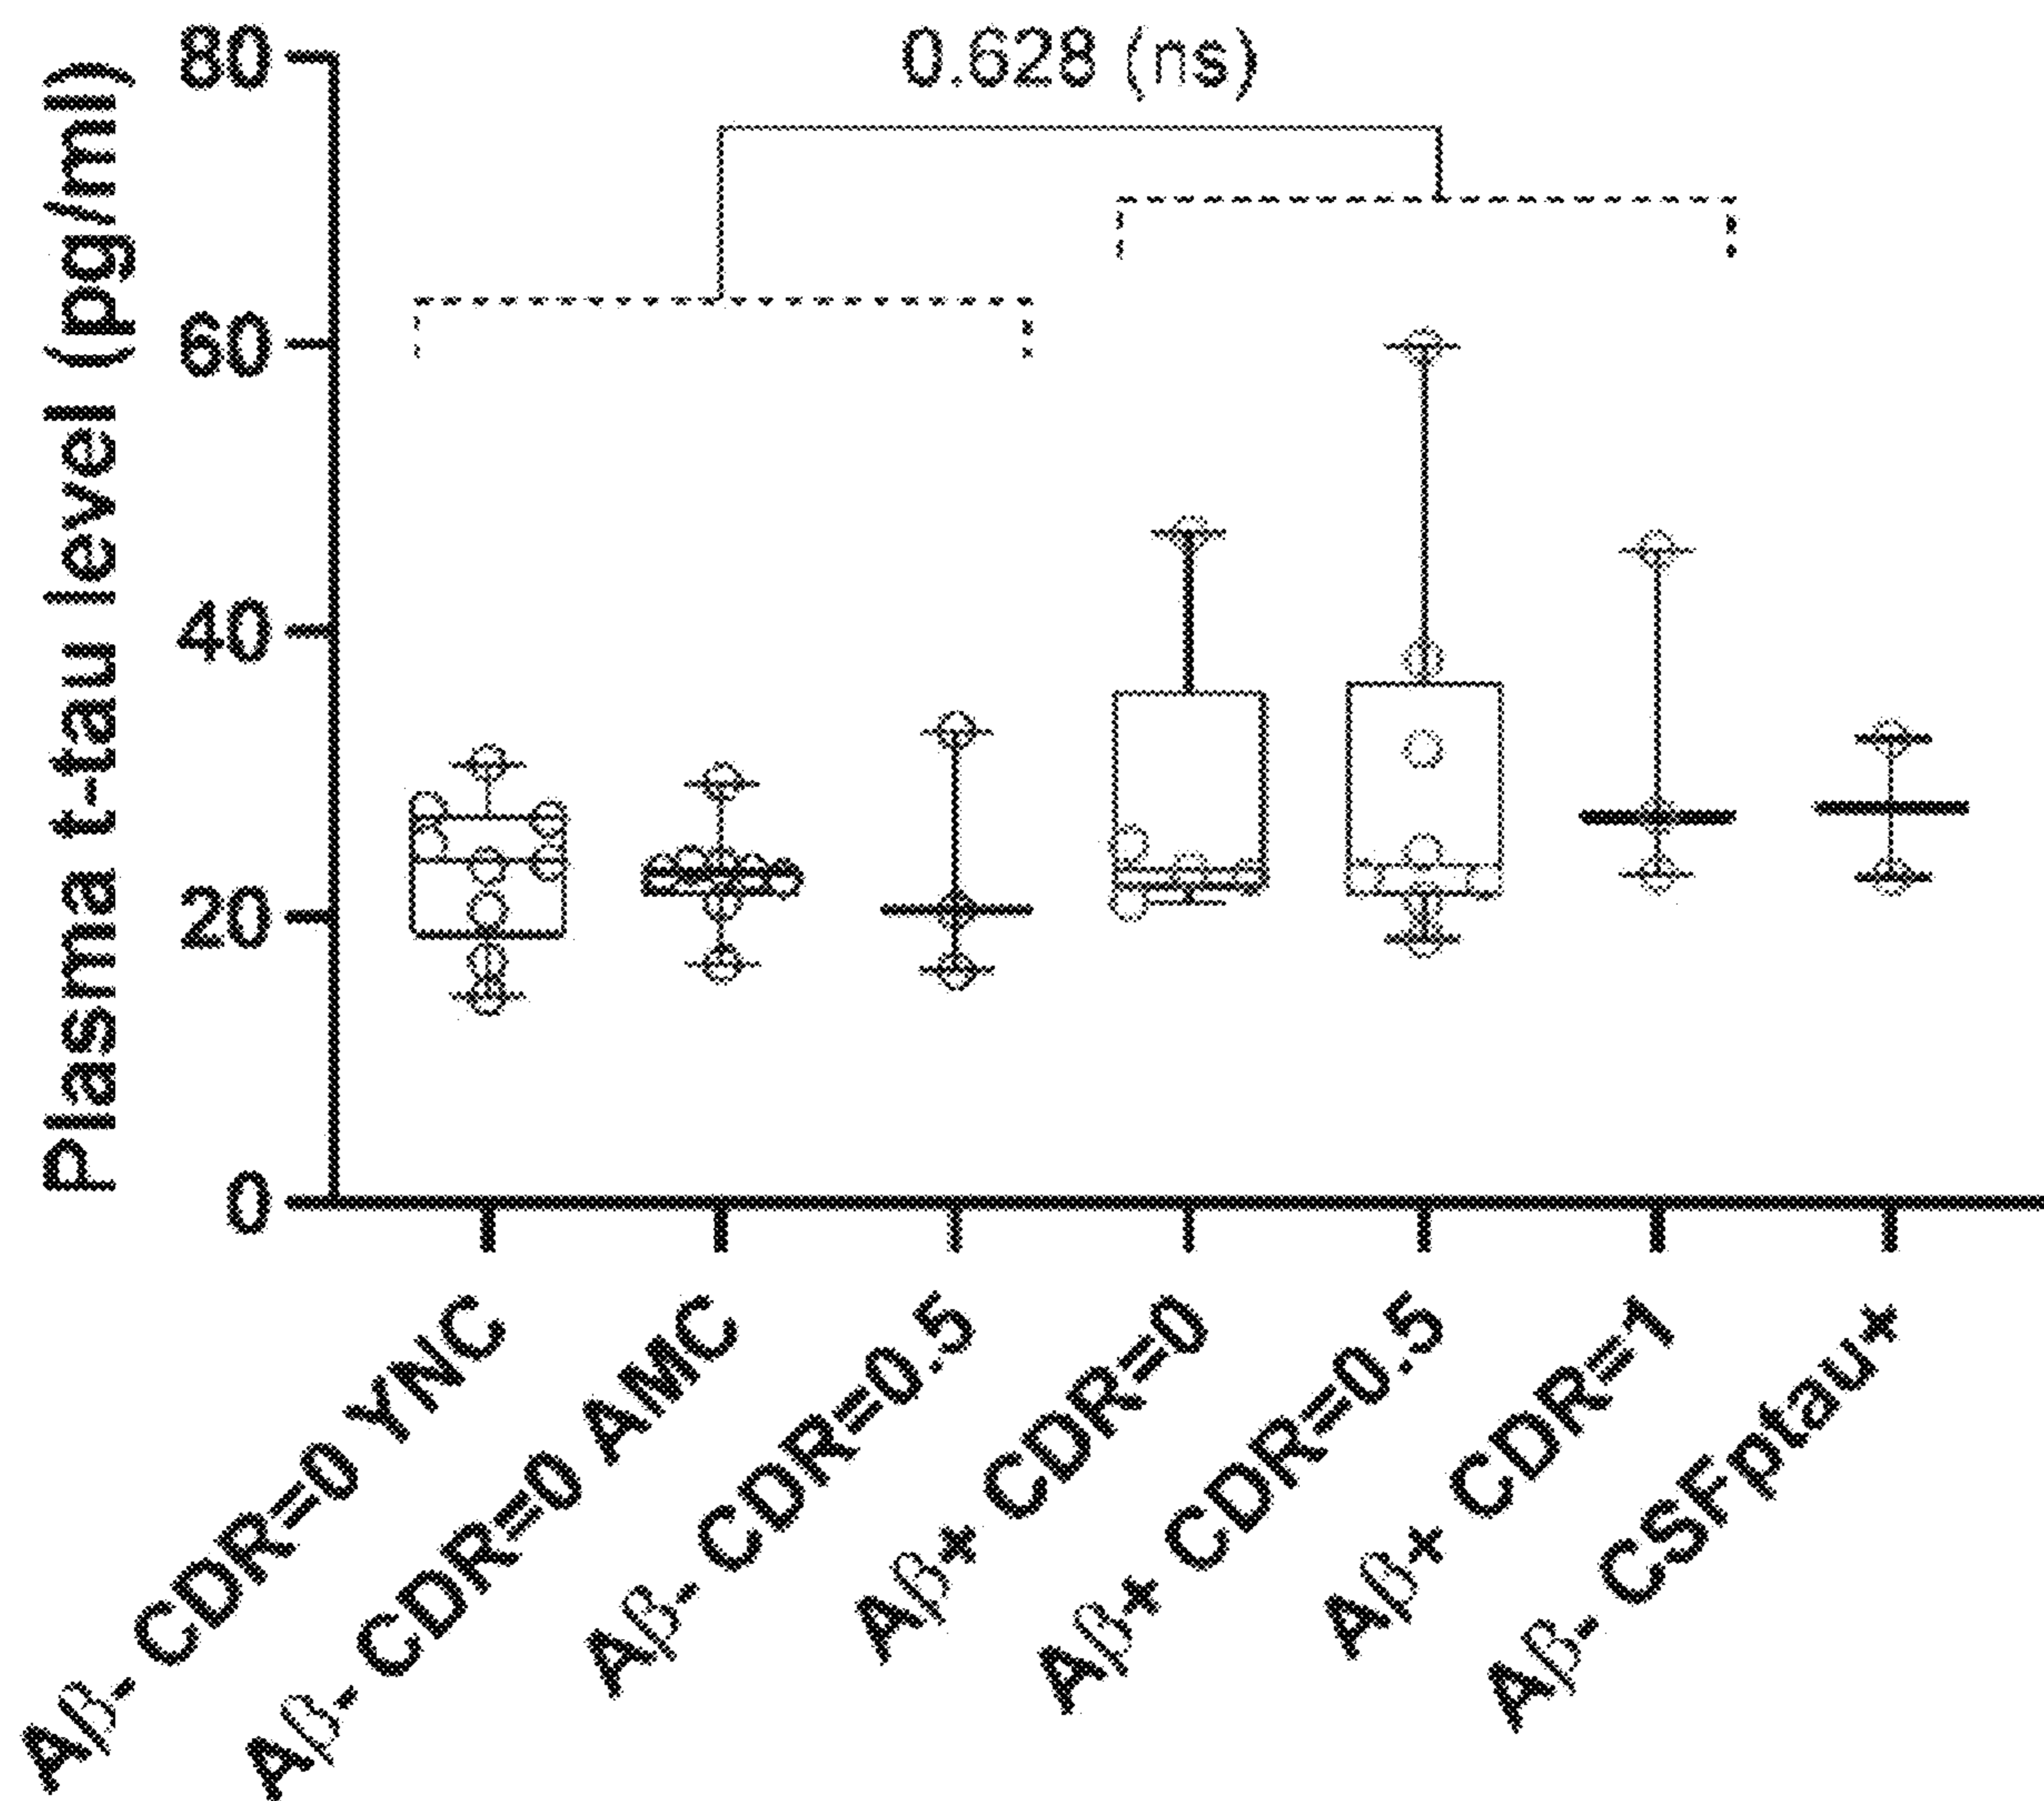 0.628 (ns)
Plasma t-tau level (pg/ml)
80
60
40
20
0
Aβ- CDR=0 YNC
Aβ- CDR=0 AMC
Aβ- CDR=0.5
Aβ+ CDR=0
Aβ+ CDR=0.5
Aβ+ CDR=1
Aβ- CSFptau+